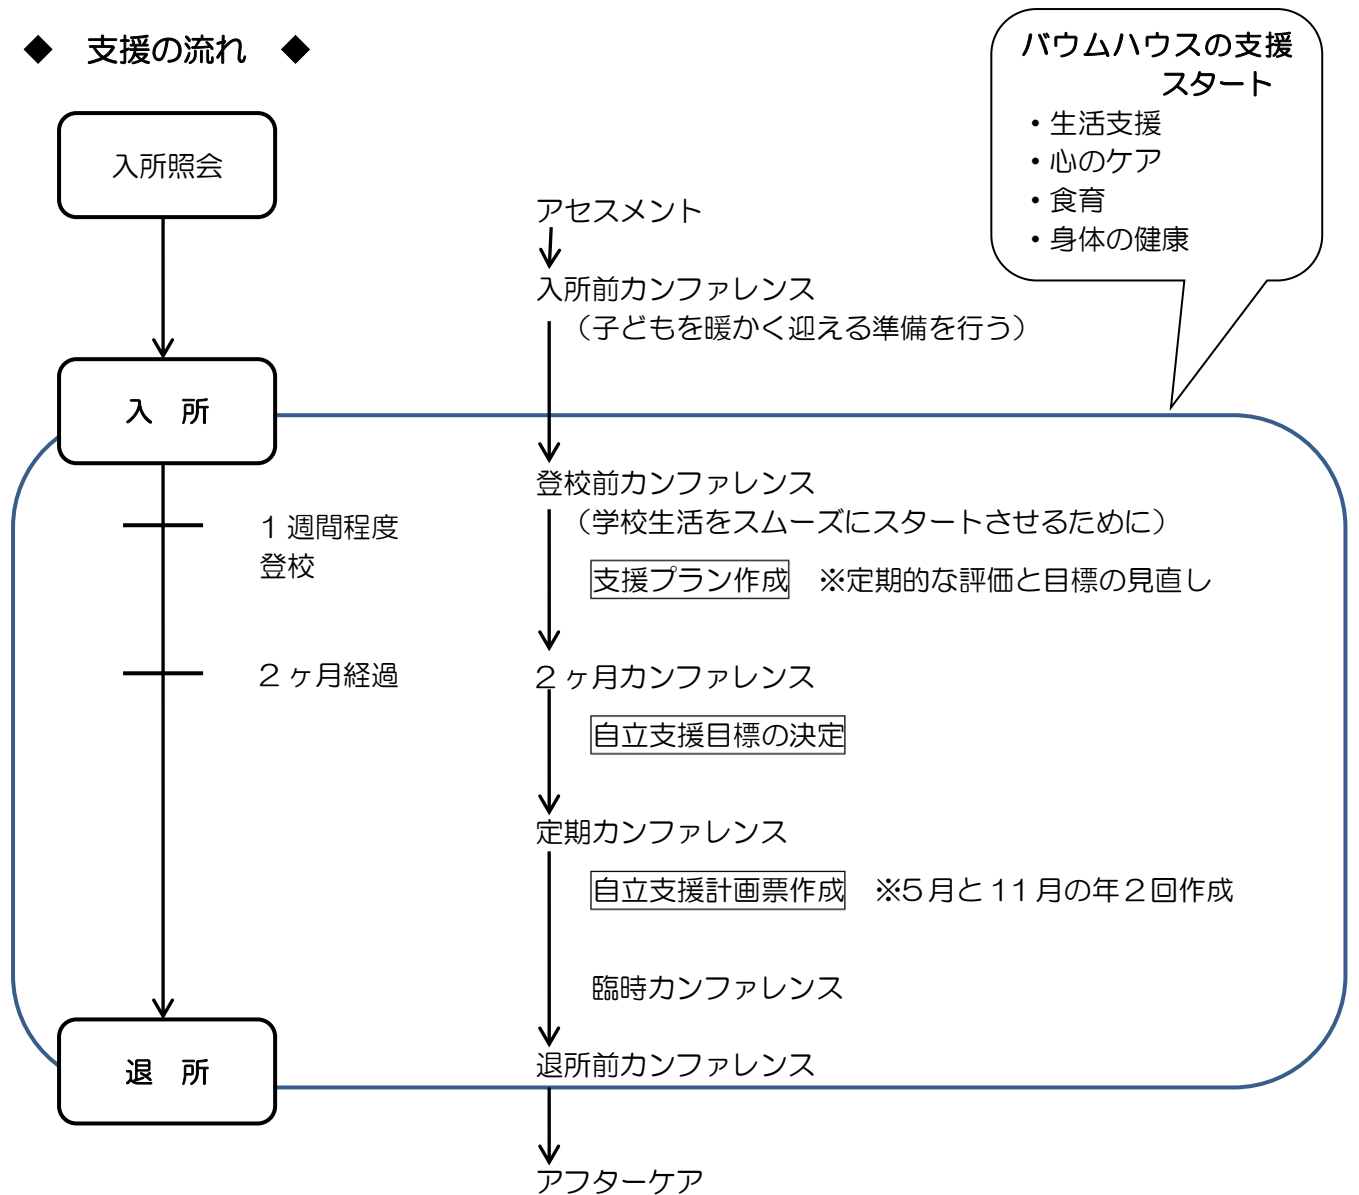 ◆　支援の流れ　◆
バウムハウスの支援
スタート
・生活支援
・心のケア
・食育
・身体の健康
入所照会
アセスメント
入所前カンファレンス
（子どもを暖かく迎える準備を行う）
入　所
登校前カンファレンス
（学校生活をスムーズにスタートさせるために）
1週間程度
登校
支援プラン作成　※定期的な評価と目標の見直し
2ヶ月経過
2ヶ月カンファレンス
自立支援目標の決定
定期カンファレンス
自立支援計画票作成　※5月と11月の年2回作成
臨時カンファレンス
退所前カンファレンス
退　所
アフターケア